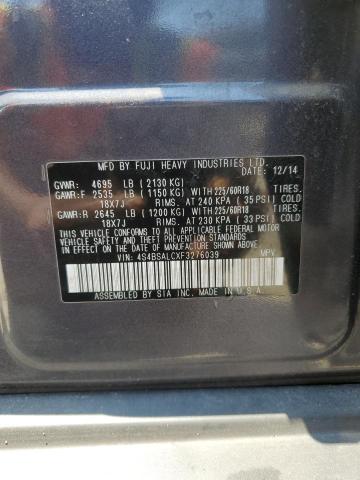 MFD BY FUJI HEAVY INDUSTRIES LTD.
DATE: 12/14
GVWR: 4695 LB (2130 KG)
GAWR:F 2535 LB (1150 KG) WITH 225/60R18 TIRES.
18X7J RIMS. AT 240 KPA ( 35 PSI) COLD
GAWR:R 2645 LB (1200 KG) WITH 225/60R18 TIRES.
18X7J RIMS. AT 230 KPA ( 33 PSI) COLD
THIS VEHICLE CONFORMS TO ALL APPLICABLE FEDERAL MOTOR
VEHICLE SAFETY STANDARDS IN EFFECT ON THE DATE OF
MANUFACTURE SHOWN ABOVE.
VIN: 4S4BSALCXF3276039 MPV
ASSEMBLED BY SIA INC. MADE IN U.S.A.